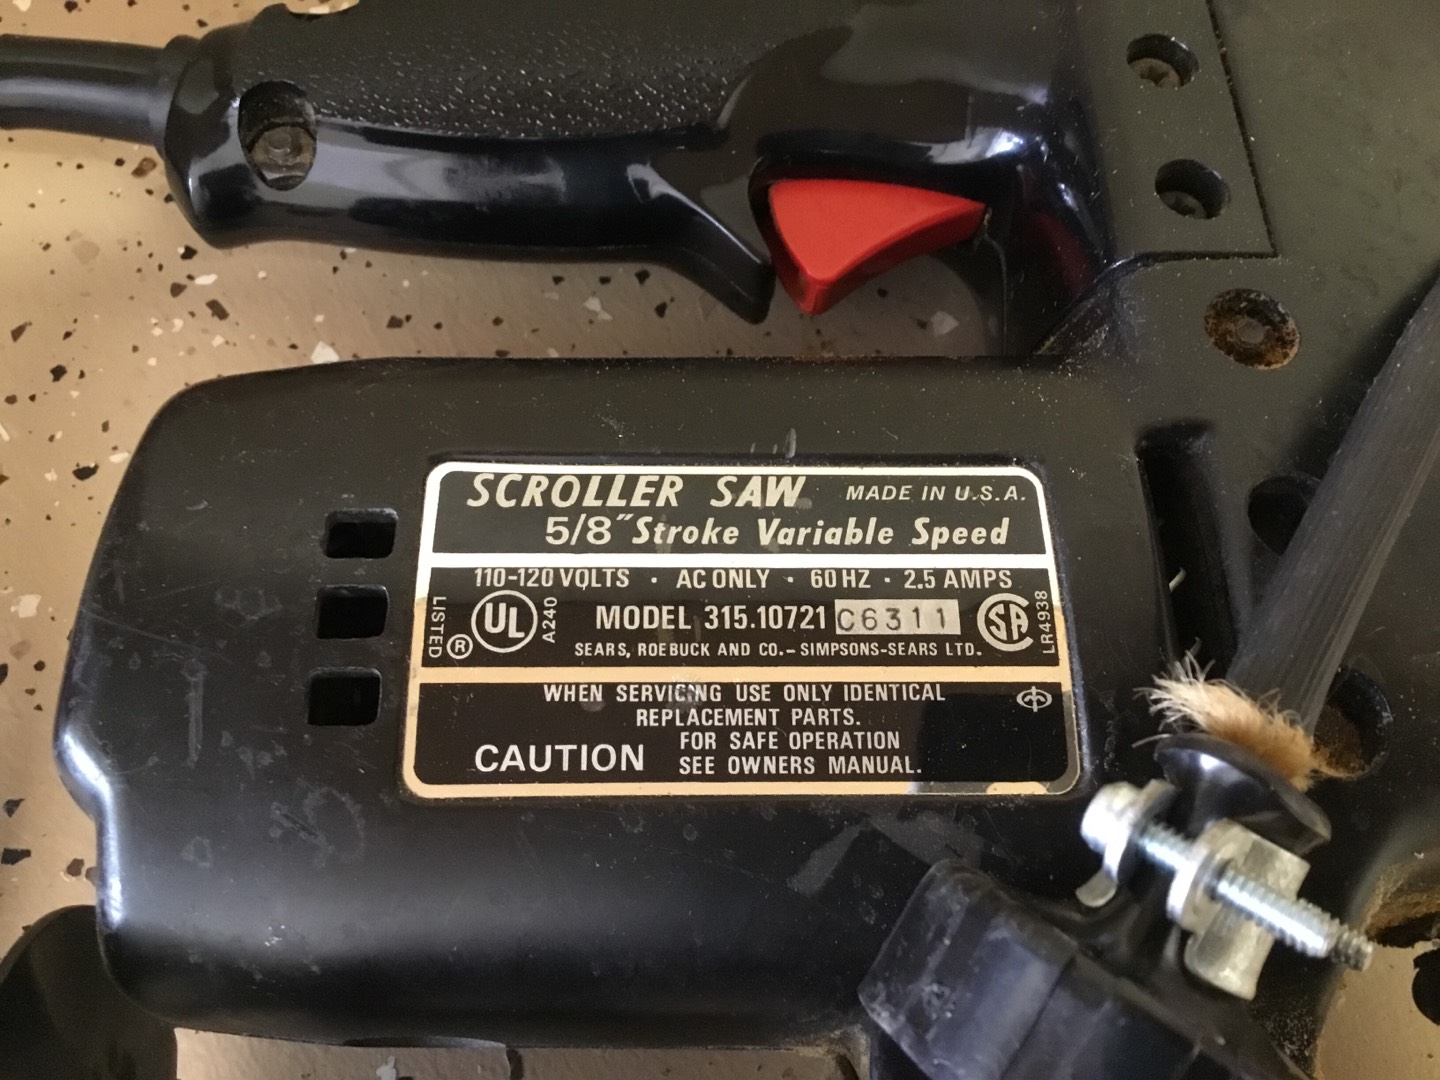 SCROLLER SAW MADE IN U.S.A.
5/8" Stroke Variable Speed
110-120 VOLTS · AC ONLY · 60 HZ · 2.5 AMPS
LISTED
UL
®
A240
MODEL 315.10721 C6311
SA
LR4938
SEARS, ROEBUCK AND CO.– SIMPSONS-SEARS LTD.
WHEN SERVICING USE ONLY IDENTICAL
REPLACEMENT PARTS.
CAUTION
FOR SAFE OPERATION
SEE OWNERS MANUAL.